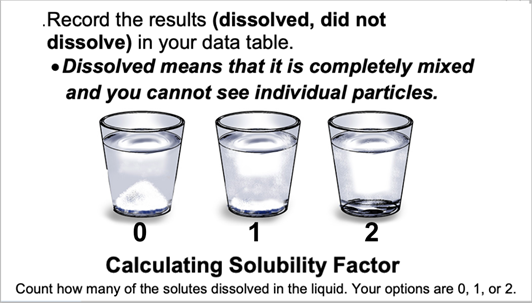 .Record the results (dissolved, did not
dissolve) in your data table.
• Dissolved means that it is completely mixed
and you cannot see individual particles.
0 1 2
Calculating Solubility Factor
Count how many of the solutes dissolved in the liquid. Your options are 0, 1, or 2.